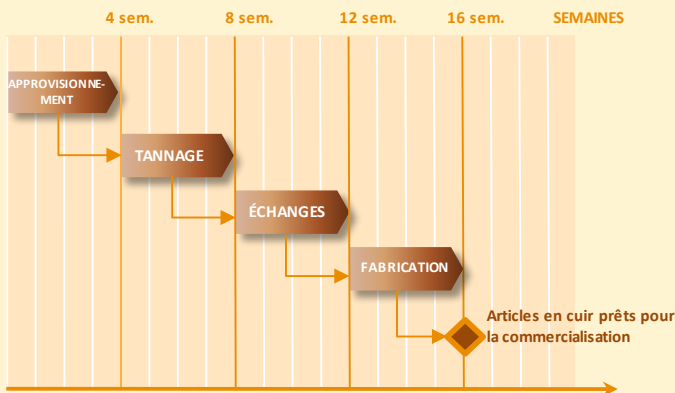 4 sem. 8 sem. 12 sem. 16 sem. SEMAINES
APPROVISIONNE-
MENT
TANNAGE
ÉCHANGES
FABRICATION
Articles en cuir prêts pour
la commercialisation